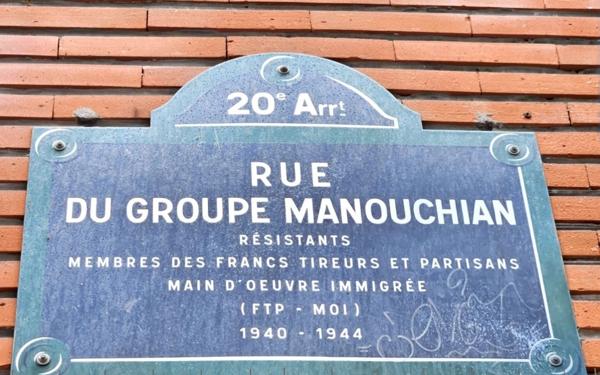 20e Arrt.
RUE
DU GROUPE MANOUCHIAN
RÉSISTANTS
MEMBRES DES FRANCS TIREURS ET PARTISANS
MAIN D'OEUVRE IMMIGRÉE
(FTP - MOI)
1940 - 1944